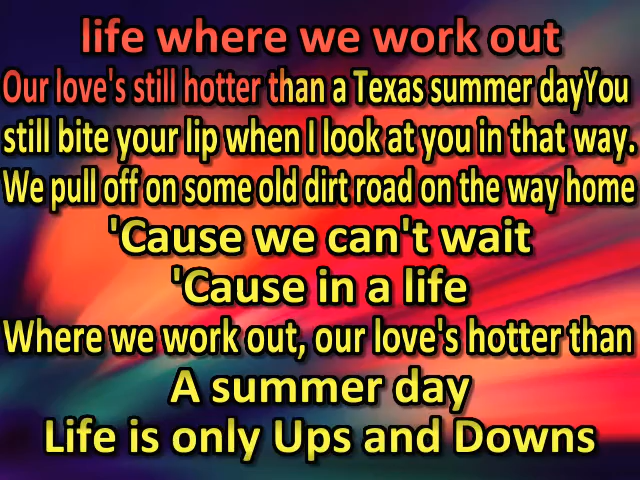 life where we work out
Our love's still hotter than a Texas summer dayYou
still bite your lip when I look at you in that way.
We pull off on some old dirt road on the way home
'Cause we can't wait
'Cause in a life
Where we work out, our love's hotter than
A summer day
Life is only Ups and Downs